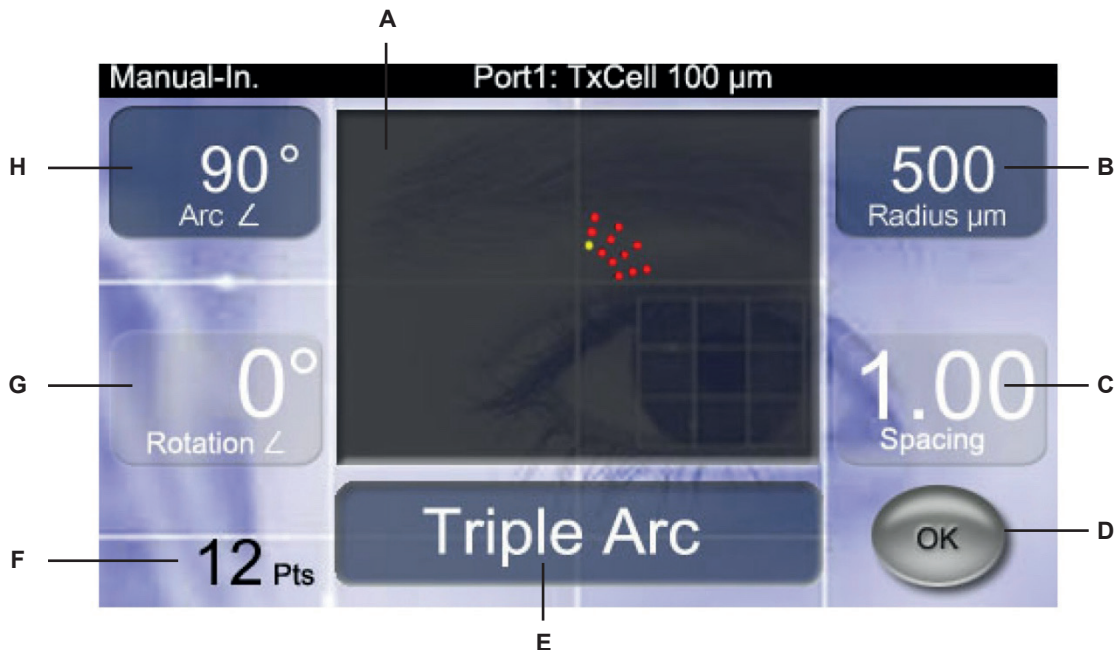 A
Manual-In. Port1: TxCell 100 µm
H
90°
Arc ∠
500
Radius µm
B
G
0°
Rotation ∠
1.00
Spacing
C
F
12 Pts
Triple Arc
OK
D
E